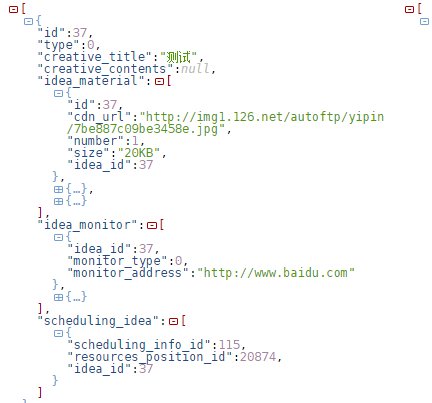 [
{
"id":37,
"type":0,
"creative_title":"测试",
"creative_contents":null,
"idea_material":[
{
"id":37,
"cdn_url":"http://img1.126.net/autoftp/yipin
/7be887c09be3458e.jpg",
"number":1,
"size":"20KB",
"idea_id":37
},
{…},
{…}
],
"idea_monitor":[
{
"idea_id":37,
"monitor_type":0,
"monitor_address":"http://www.baidu.com"
},
{…}
],
"scheduling_idea":[
{
"scheduling_info_id":115,
"resources_position_id":20874,
"idea_id":37
}
]
[
{